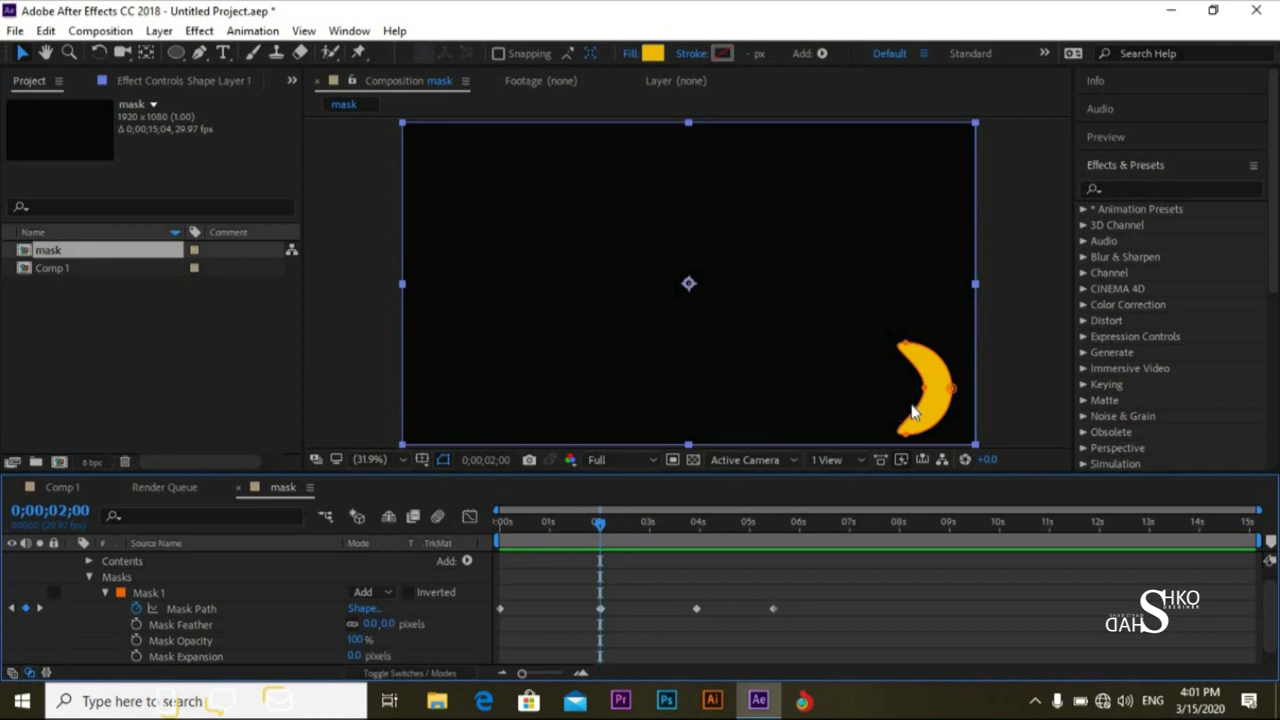 Adobe After Effects CC 2018 - Untitled Project.aep *
File Edit Composition Layer Effect Animation View Window Help
Snapping Fill: Stroke: - px Add: Default Standard Search Help
Project Effect Controls Shape Layer 1
Composition mask Footage (none) Layer (none)
Info
mask
1920 x 1080 (1.00)
Δ 0;00;15;04, 29.97 fps
mask
Audio
Preview
Effects & Presets
* Animation Presets
3D Channel
Audio
Blur & Sharpen
Channel
CINEMA 4D
Color Correction
Distort
Expression Controls
Generate
Immersive Video
Keying
Matte
Noise & Grain
Obsolete
Perspective
Simulation
Name Comment
mask
Comp 1
8 bpc
(31.9%) 0;00;02;00 Full Active Camera 1 View +0.0
Comp 1 Render Queue mask
0;00;02;00
00060 (29.97 fps)
:00s 01s 03s 04s 05s 06s 07s 08s 09s 10s 11s 12s 13s 14s 15s
# Source Name Mode T .TrkMat
Contents Add:
Masks
Mask 1 Add Inverted
Mask Path Shape...
Mask Feather 0.0,0.0 pixels
Mask Opacity 100 %
Mask Expansion 0.0 pixels
Toggle Switches / Modes
SHKO
DESIGNER
Type here to search
Pr Ps Ai Ae
ENG
4:01 PM
3/15/2020